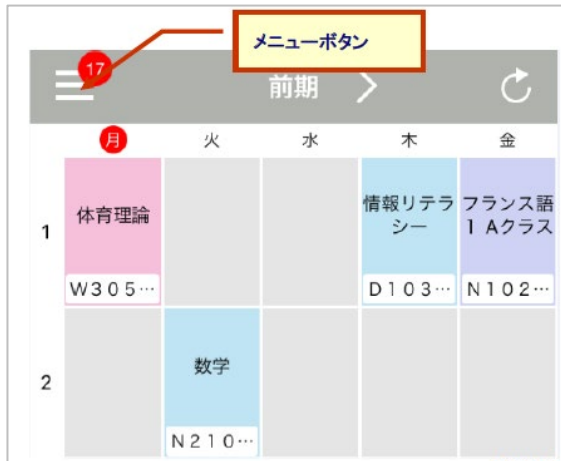 メニューボタン
17
前期
月 火 水 木 金
1
体育理論
W305…
情報リテラ
シー
D103…
フランス語
1 Aクラス
N102…
2
数学
N210…